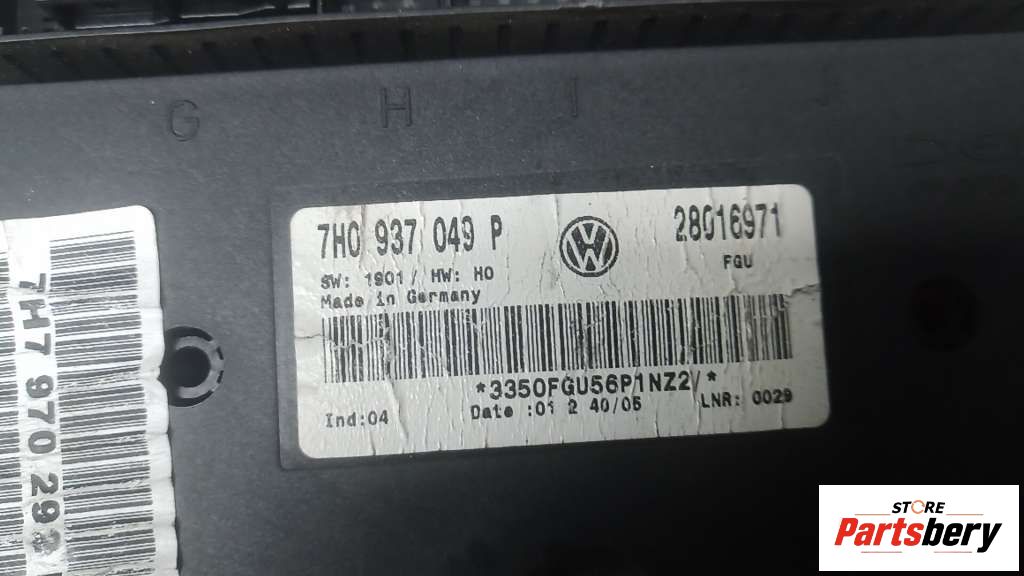 G H I
7H0 937 049 P
28016971
FGU
SW: 1901/ HW: H0
Made in Germany
*3350FGU56P1NZ2/*
Ind:04
Date :01 2 40/05
LNR: 0029
7H7 970 293
STORE
Partsbery